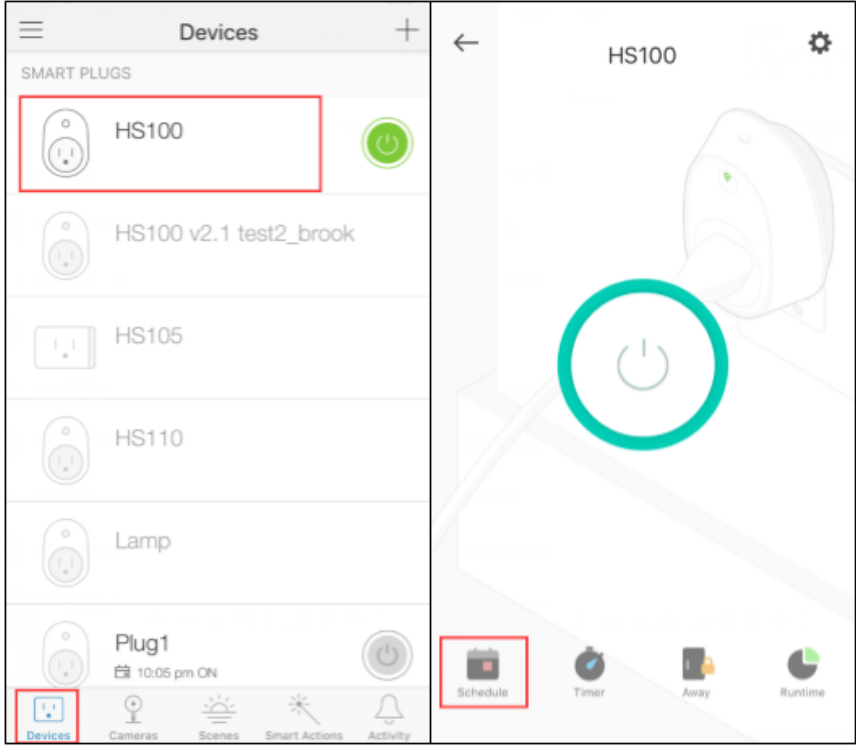 Devices
SMART PLUGS
HS100
HS100 v2.1 test2_brook
HS105
HS110
Lamp
Plug1
10:05 pm ON
Devices
Cameras
Scenes
Smart Actions
Activity
HS100
Schedule
Timer
Away
Runtime